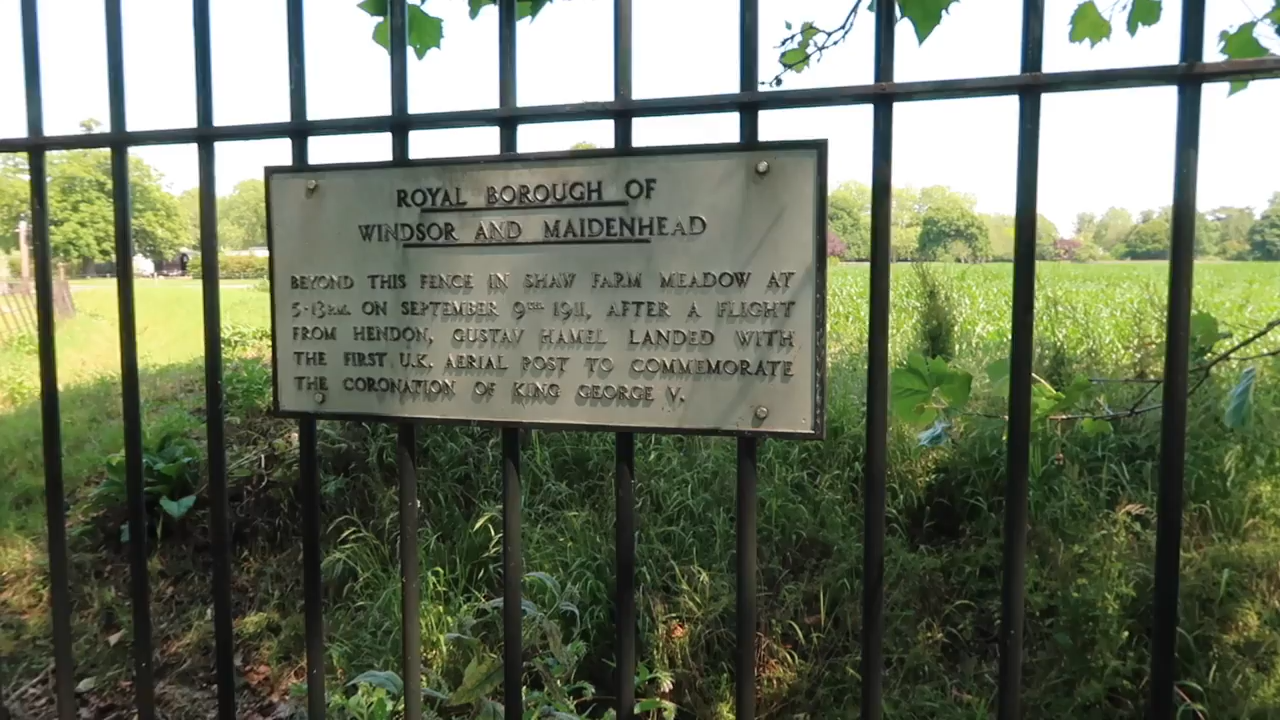 ROYAL BOROUGH OF
WINDSOR AND MAIDENHEAD
BEYOND THIS FENCE IN SHAW FARM MEADOW AT
5·13P.M. ON SEPTEMBER 9TH 1911, AFTER A FLIGHT
FROM HENDON, GUSTAV HAMEL LANDED WITH
THE FIRST U.K. AERIAL POST TO COMMEMORATE
THE CORONATION OF KING GEORGE V.